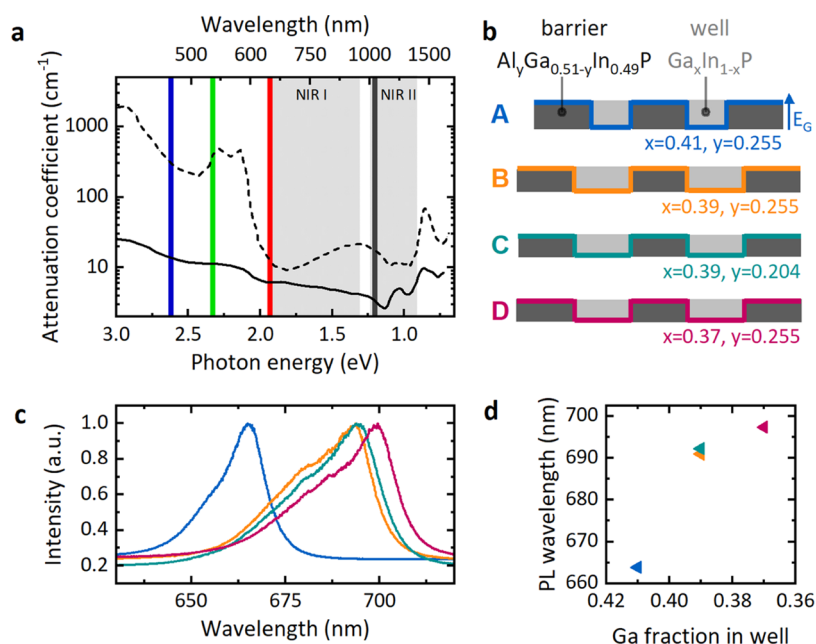 a
Wavelength (nm)
500 600 750 1000 1500
Attenuation coefficient (cm⁻¹)
1000
100
10
NIR I
NIR II
3.0 2.5 2.0 1.5 1.0
Photon energy (eV)
b
barrier well
AlyGa0.51-yIn0.49P GaxIn1-xP
A
EG
x=0.41, y=0.255
B
x=0.39, y=0.255
C
x=0.39, y=0.204
D
x=0.37, y=0.255
c
Intensity (a.u.)
1.0
0.8
0.6
0.4
0.2
650 675 700
Wavelength (nm)
d
PL wavelength (nm)
700
690
680
670
660
0.42 0.40 0.38 0.36
Ga fraction in well